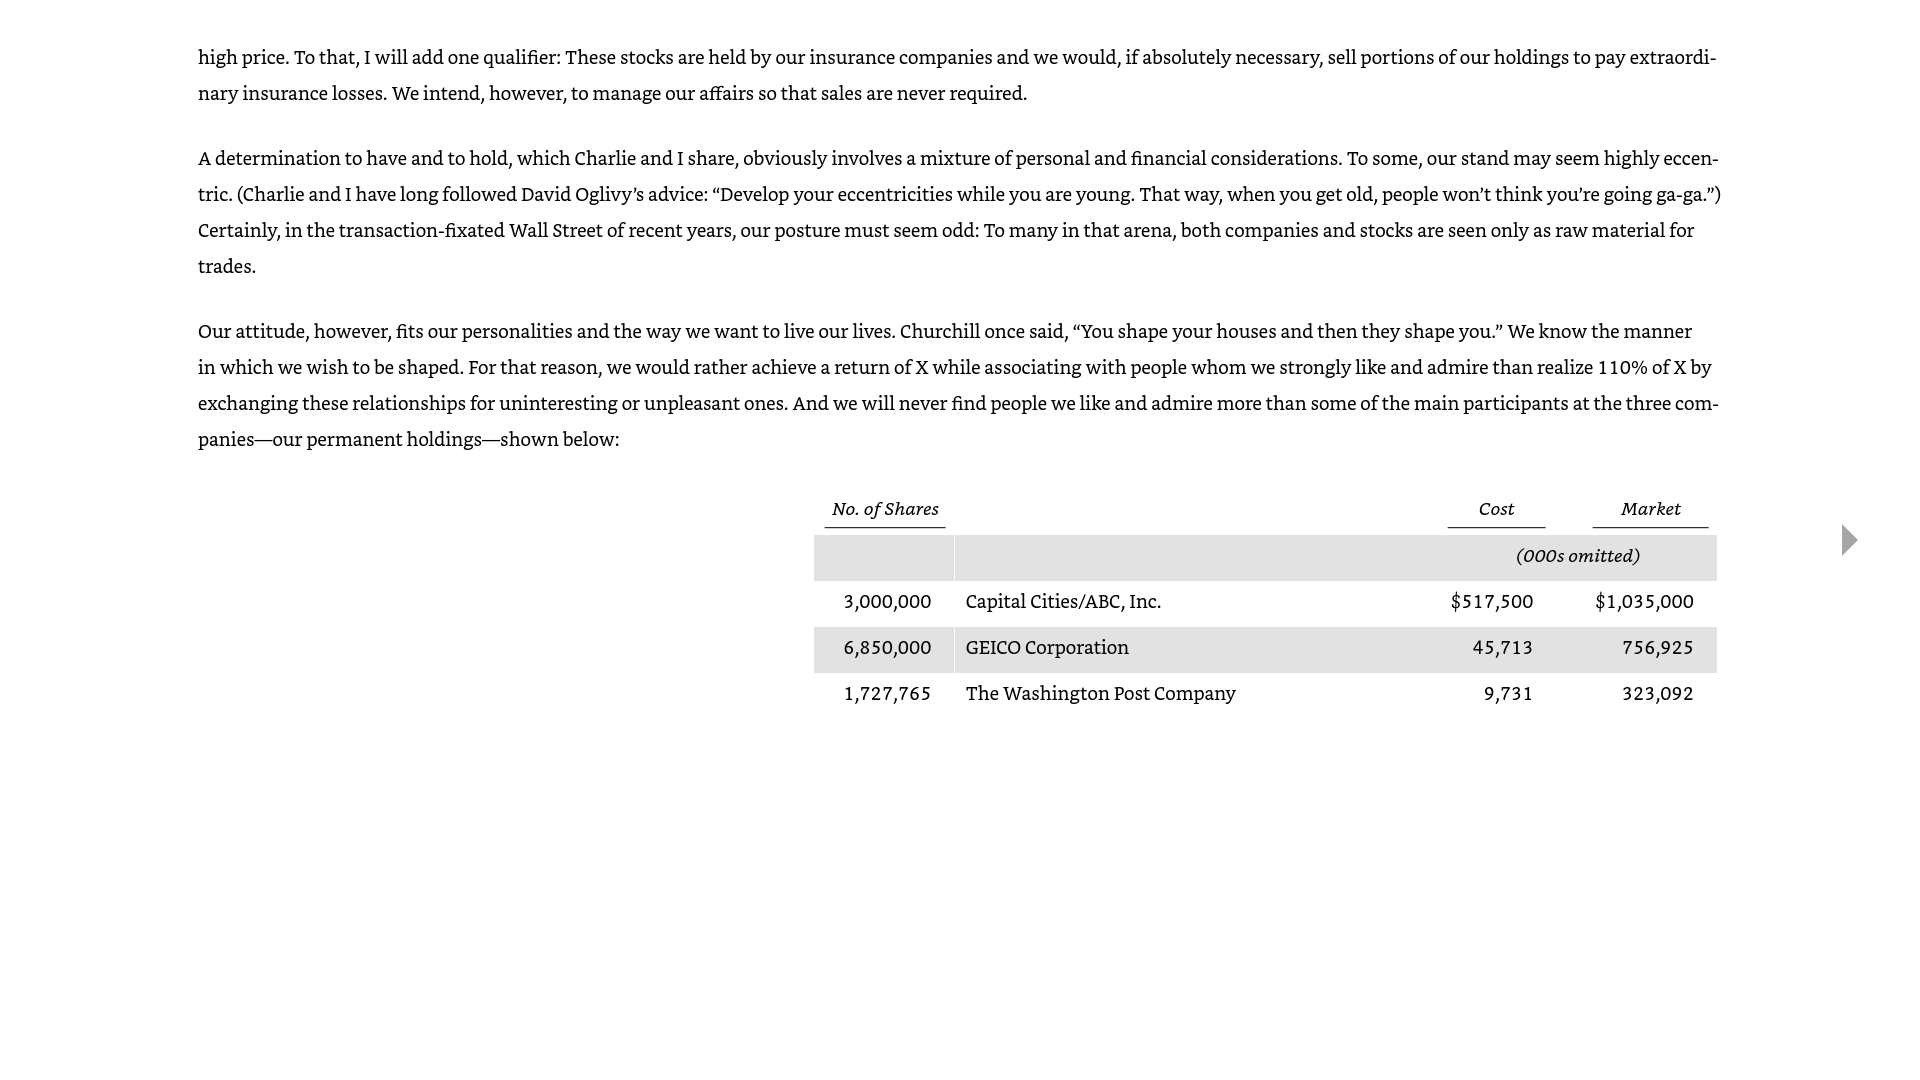 high price. To that, I will add one qualifier: These stocks are held by our insurance companies and we would, if absolutely necessary, sell portions of our holdings to pay extraordi-
nary insurance losses. We intend, however, to manage our affairs so that sales are never required.
A determination to have and to hold, which Charlie and I share, obviously involves a mixture of personal and financial considerations. To some, our stand may seem highly eccen-
tric. (Charlie and I have long followed David Oglivy’s advice: “Develop your eccentricities while you are young. That way, when you get old, people won’t think you’re going ga-ga.”)
Certainly, in the transaction-fixated Wall Street of recent years, our posture must seem odd: To many in that arena, both companies and stocks are seen only as raw material for
trades.
Our attitude, however, fits our personalities and the way we want to live our lives. Churchill once said, “You shape your houses and then they shape you.” We know the manner
in which we wish to be shaped. For that reason, we would rather achieve a return of X while associating with people whom we strongly like and admire than realize 110% of X by
exchanging these relationships for uninteresting or unpleasant ones. And we will never find people we like and admire more than some of the main participants at the three com-
panies—our permanent holdings—shown below:
No. of Shares Cost Market
(000s omitted)
3,000,000 Capital Cities/ABC, Inc. $517,500 $1,035,000
6,850,000 GEICO Corporation 45,713 756,925
1,727,765 The Washington Post Company 9,731 323,092